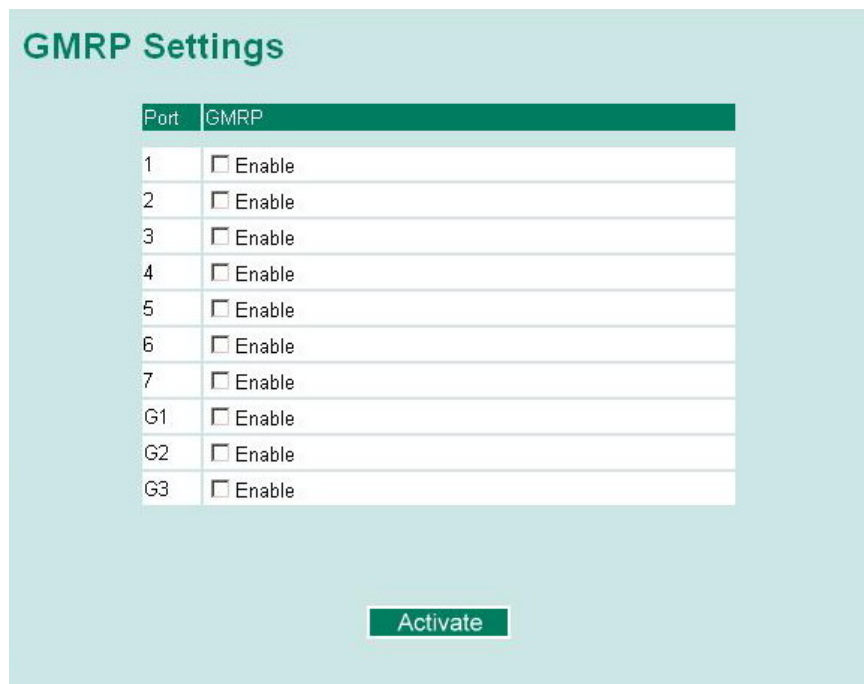 GMRP Settings
Port GMRP
1 Enable
2 Enable
3 Enable
4 Enable
5 Enable
6 Enable
7 Enable
G1 Enable
G2 Enable
G3 Enable
Activate